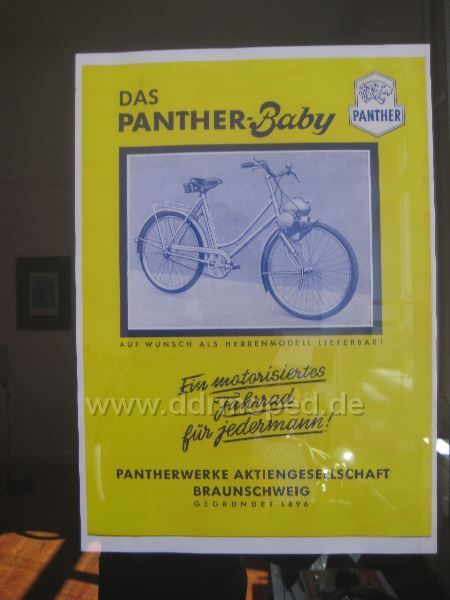 DAS
PANTHER-Baby
PANTHER
AUF WUNSCH ALS HERRENMODELL LIEFERBAR!
Ein motorisiertes
Fahrrad
www.ddrmoped.de
für jedermann!
PANTHERWERKE AKTIENGESELLSCHAFT
BRAUNSCHWEIG
GEGRÜNDET 1896